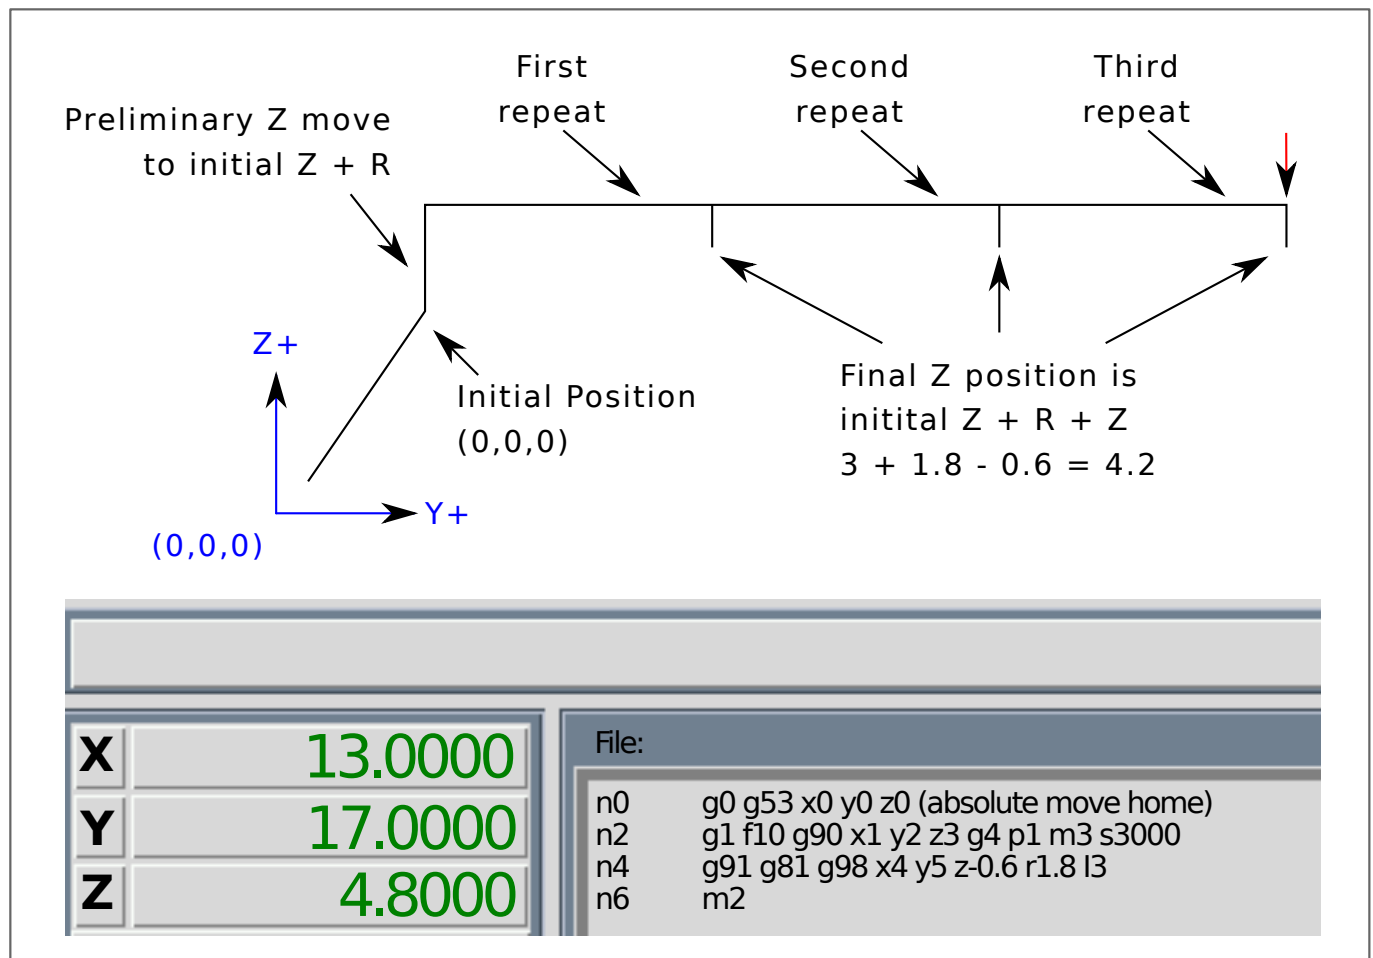 First
repeat
Second
repeat
Third
repeat
Preliminary Z move
to initial Z + R
Z+
Initial Position
(0,0,0)
Final Z position is
initital Z + R + Z
3 + 1.8 - 0.6 = 4.2
Y+
(0,0,0)
X 13.0000
Y 17.0000
Z 4.8000
File:
n0 g0 g53 x0 y0 z0 (absolute move home)
n2 g1 f10 g90 x1 y2 z3 g4 p1 m3 s3000
n4 g91 g81 g98 x4 y5 z-0.6 r1.8 l3
n6 m2